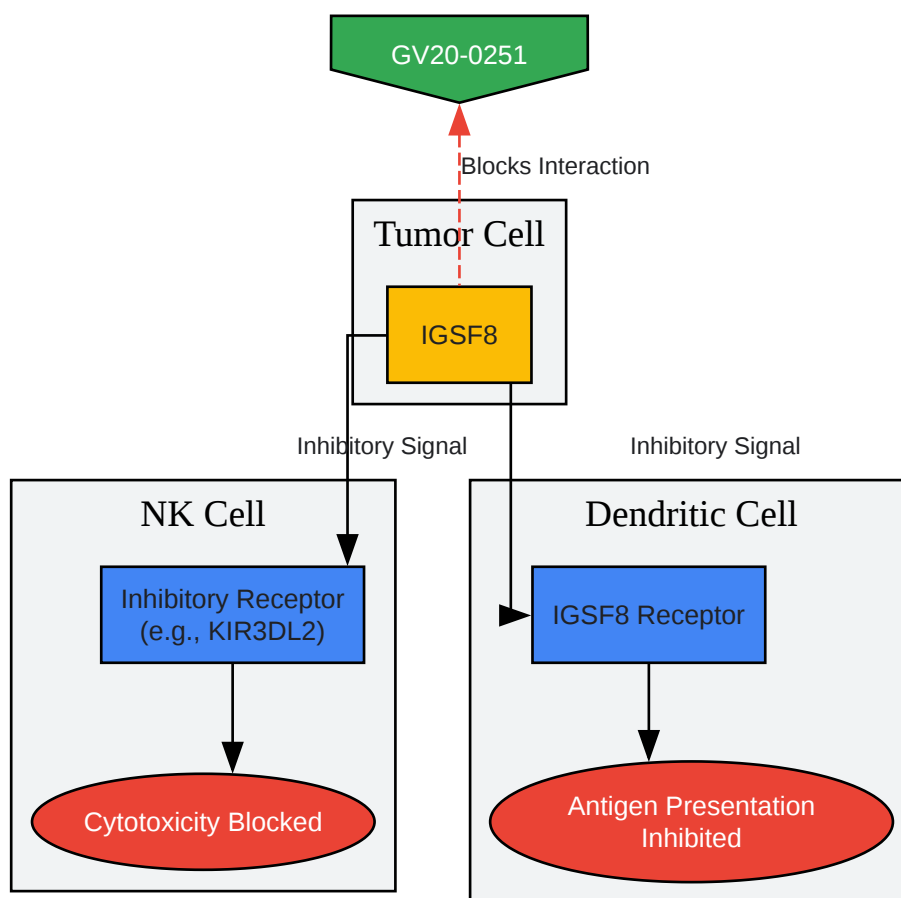 GV20-0251
Blocks Interaction
Tumor Cell
IGSF8
Inhibitory Signal
Inhibitory Signal
NK Cell
Dendritic Cell
Inhibitory Receptor
(e.g., KIR3DL2)
IGSF8 Receptor
Cytotoxicity Blocked
Antigen Presentation
Inhibited